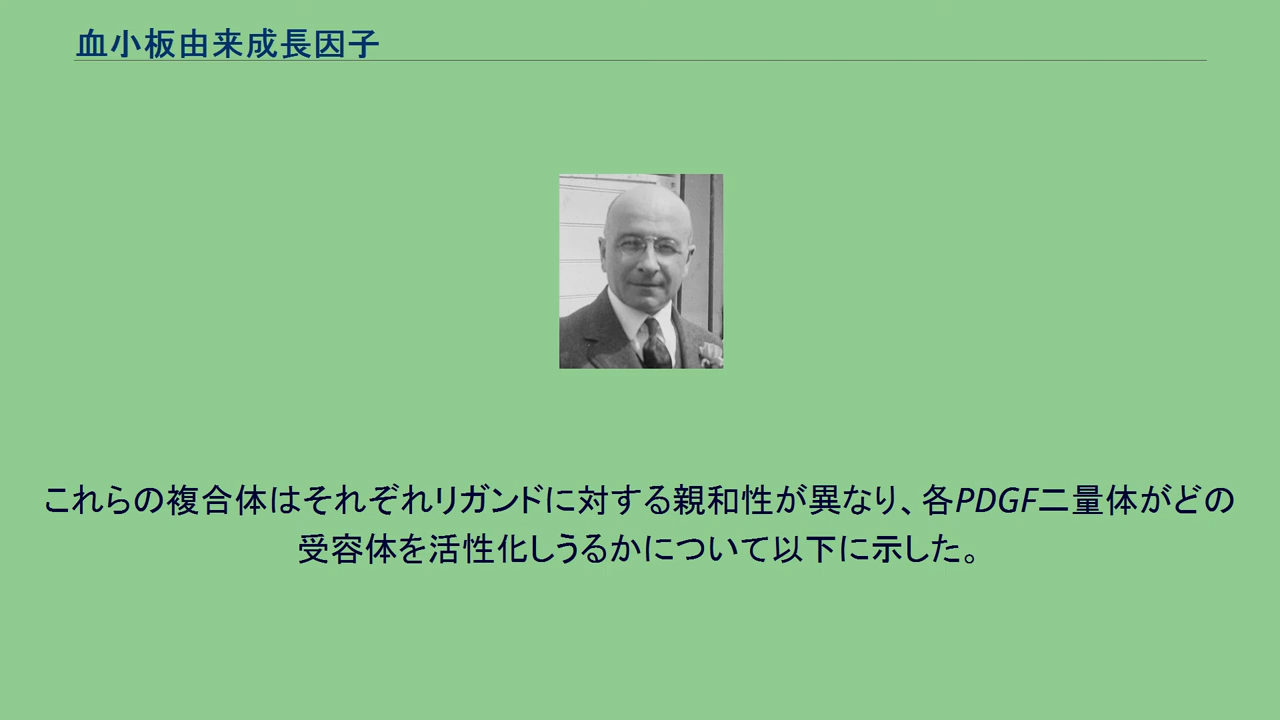 血小板由来成長因子
これらの複合体はそれぞれリガンドに対する親和性が異なり、各PDGF二量体がどの
受容体を活性化しうるかについて以下に示した。